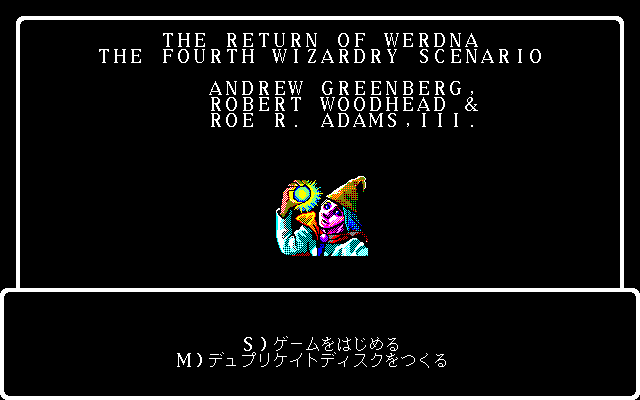 THE RETURN OF WERDNA
THE FOURTH WIZARDRY SCENARIO
ANDREW GREENBERG,
ROBERT WOODHEAD &
ROE R. ADAMS,III.
S)ゲームをはじめる
M)デュプリケイトディスクをつくる